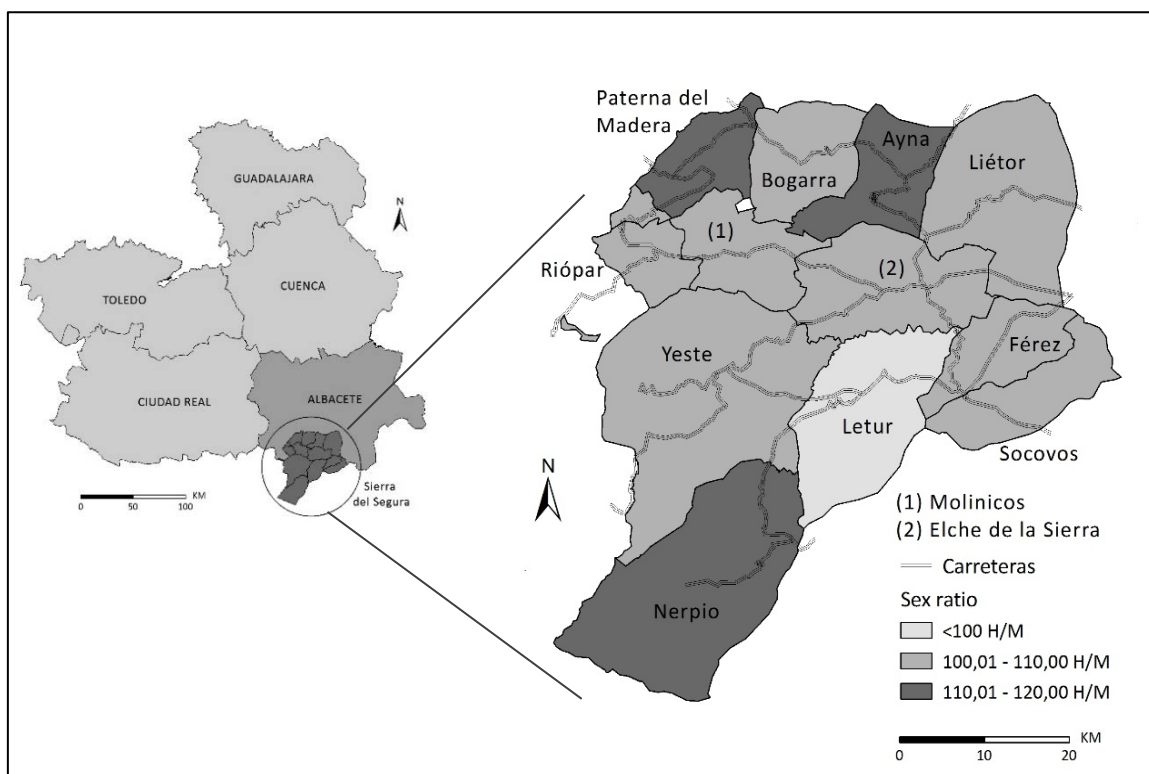 GUADALAJARA
N
TOLEDO
CUENCA
CIUDAD REAL
ALBACETE
Sierra
del Segura
KM
0 50 100
Paterna del
Madera
Ayna
Bogarra
Liétor
(1)
Riópar
(2)
Yeste
Férez
Letur
Socovos
N
Nerpio
(1) Molinicos
(2) Elche de la Sierra
Carreteras
Sex ratio
<100 H/M
100,01 - 110,00 H/M
110,01 - 120,00 H/M
KM
0 10 20